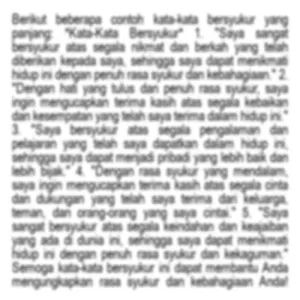 Berikut beberapa contoh kata-kata bersyukur yang
panjang: "Kata-Kata Bersyukur" 1. "Saya sangat
bersyukur atas segala nikmat dan berkah yang telah
diberikan kepada saya, sehingga saya dapat menikmati
hidup ini dengan penuh rasa syukur dan kebahagiaan." 2.
"Dengan hati yang tulus dan penuh rasa syukur, saya
ingin mengucapkan terima kasih atas segala kebaikan
dan kesempatan yang telah saya terima dalam hidup ini."
3. "Saya bersyukur atas segala pengalaman dan
pelajaran yang telah saya dapatkan dalam hidup ini,
sehingga saya dapat menjadi pribadi yang lebih baik dan
lebih bijak." 4. "Dengan rasa syukur yang mendalam,
saya ingin mengucapkan terima kasih atas segala cinta
dan dukungan yang telah saya terima dari keluarga,
teman, dan orang-orang yang saya cintai." 5. "Saya
sangat bersyukur atas segala keindahan dan keajaiban
yang ada di dunia ini, sehingga saya dapat menikmati
hidup ini dengan penuh rasa syukur dan kekaguman."
Semoga kata-kata bersyukur ini dapat membantu Anda
mengungkapkan rasa syukur dan kebahagiaan Anda!